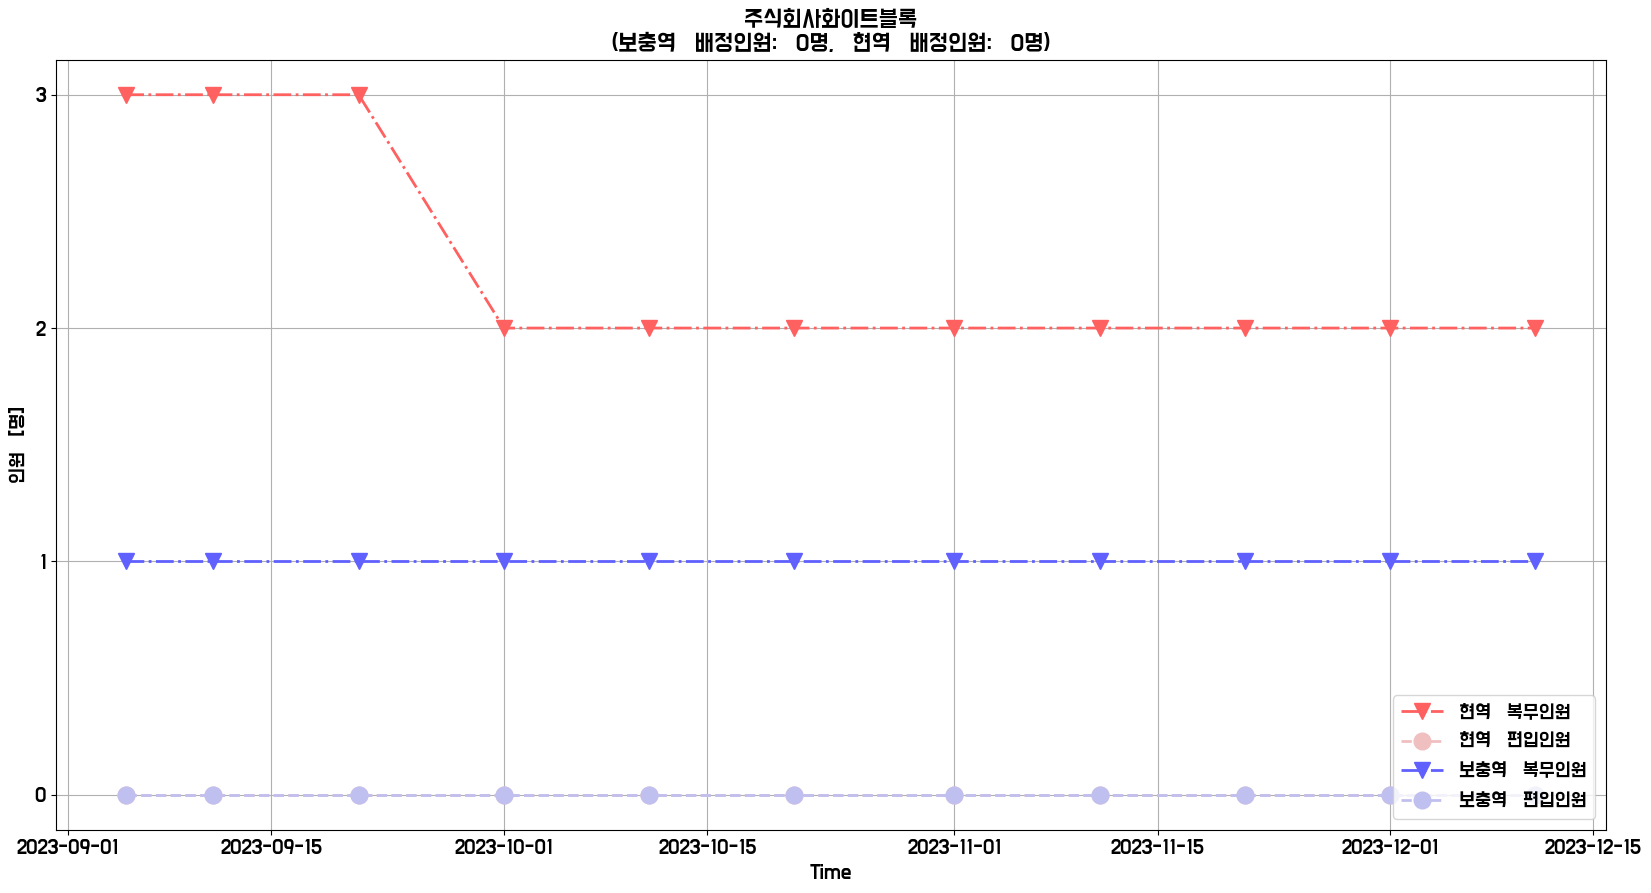 주식회사화이트블록
(보충역 배정인원: 0명, 현역 배정인원: 0명)
인원 [명]
3
2
1
0
현역 복무인원
현역 편입인원
보충역 복무인원
보충역 편입인원
2023-09-01 2023-09-15 2023-10-01 2023-10-15 2023-11-01 2023-11-15 2023-12-01 2023-12-15
Time